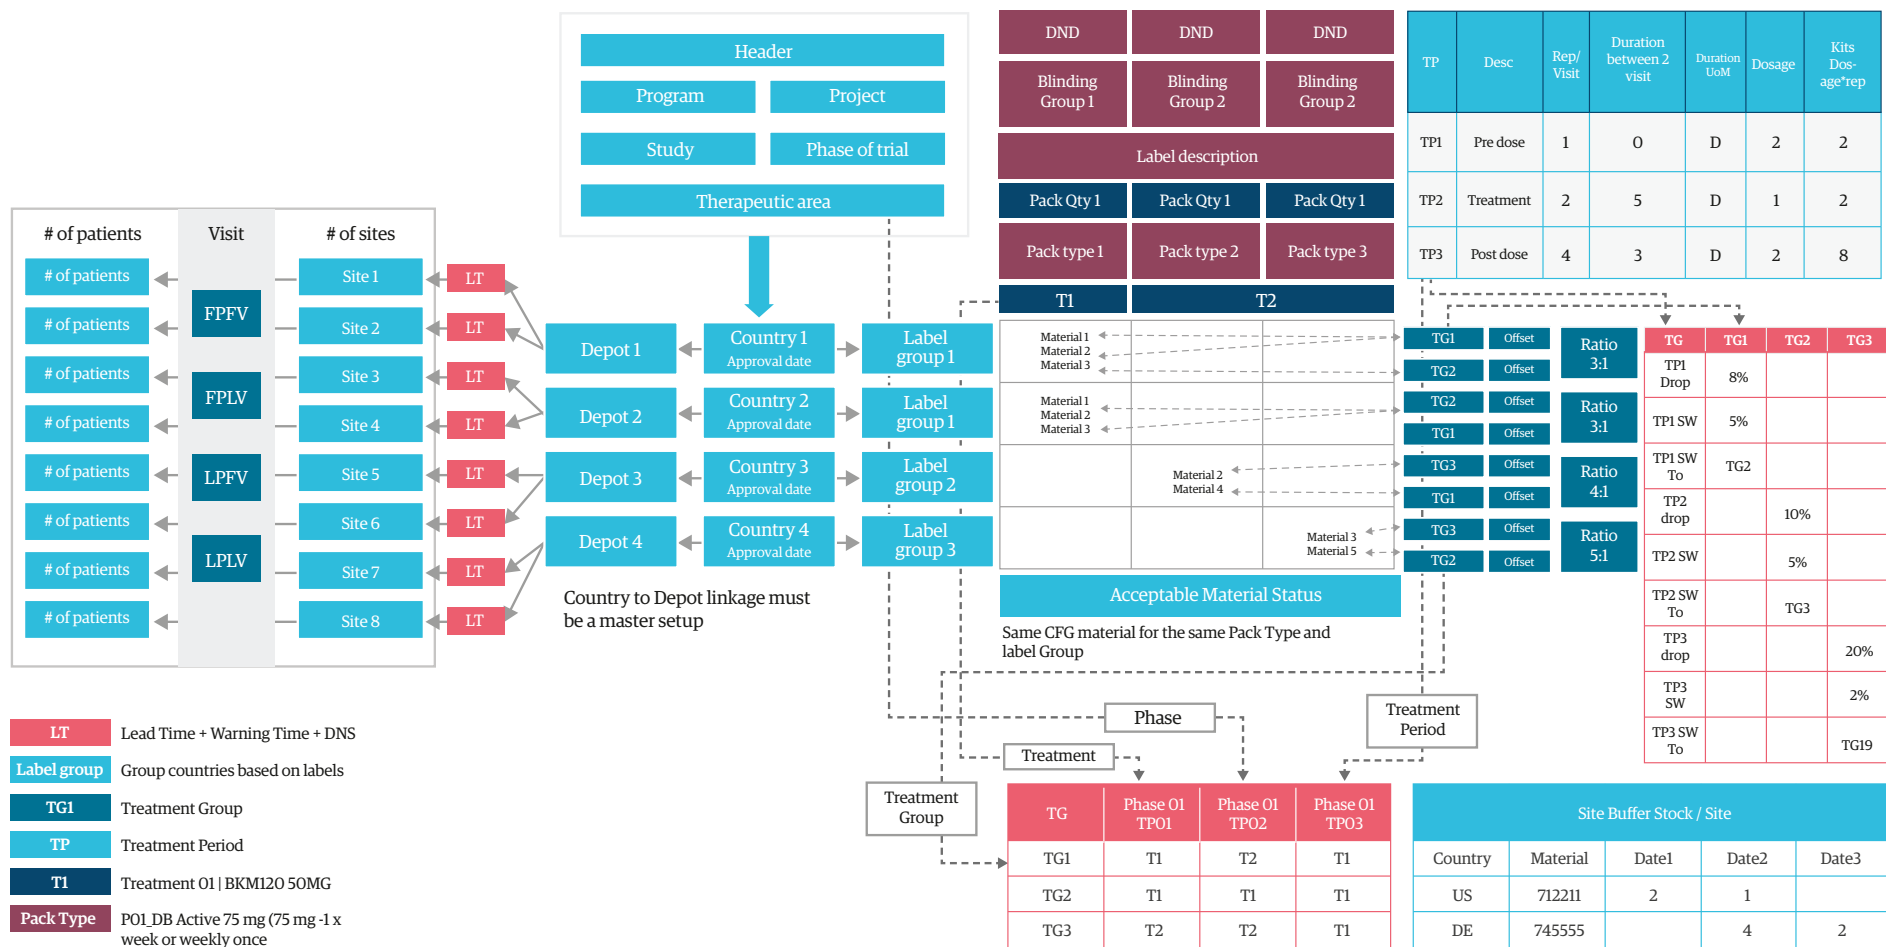 Header
Program
Project
Study
Phase of trial
Therapeutic area
# of patients
Visit
# of sites
# of patients
Site 1
LT
# of patients
Site 2
LT
# of patients
Site 3
LT
# of patients
Site 4
LT
# of patients
Site 5
LT
# of patients
Site 6
LT
# of patients
Site 7
LT
# of patients
Site 8
LT
FPFV
FPLV
LPFV
LPLV
Depot 1
Country 1
Approval date
Label
group 1
Depot 2
Country 2
Approval date
Label
group 1
Depot 3
Country 3
Approval date
Label
group 2
Depot 4
Country 4
Approval date
Label
group 3
Country to Depot linkage must
be a master setup
DND
DND
DND
Blinding
Group 1
Blinding
Group 2
Blinding
Group 2
Label description
Pack Qty 1
Pack Qty 1
Pack Qty 1
Pack type 1
Pack type 2
Pack type 3
T1
T2
Material 1
Material 2
Material 3
Material 1
Material 2
Material 3
Material 2
Material 4
Material 3
Material 5
Acceptable Material Status
Same CFG material for the same Pack Type and
label Group
TG1
Offset
TG2
Offset
Ratio
3:1
TG2
Offset
TG1
Offset
Ratio
3:1
TG3
Offset
TG1
Offset
Ratio
4:1
TG3
Offset
TG2
Offset
Ratio
5:1
TP
Desc
Rep/
Visit
Duration
between 2
visit
Duration
UoM
Dosage
Kits
Dos-
age*rep
TP1
Pre dose
1
0
D
2
2
TP2
Treatment
2
5
D
1
2
TP3
Post dose
4
3
D
2
8
TG
TG1
TG2
TG3
TP1
Drop
8%
TP1 SW
5%
TP1 SW
To
TG2
TP2
drop
10%
TP2 SW
5%
TP2 SW
To
TG3
TP3
drop
20%
TP3
SW
2%
TP3 SW
To
TG19
Phase
Treatment
Treatment
Period
Treatment
Group
LT
Lead Time + Warning Time + DNS
Label group
Group countries based on labels
TG1
Treatment Group
TP
Treatment Period
T1
Treatment 01 | BKM120 50MG
Pack Type
P01_DB Active 75 mg (75 mg -1 x
week or weekly once
TG
Phase 01
TP01
Phase 01
TP02
Phase 01
TP03
TG1
T1
T2
T1
TG2
T1
T1
T1
TG3
T2
T2
T1
Site Buffer Stock / Site
Country
Material
Date1
Date2
Date3
US
712211
2
1
DE
745555
4
2